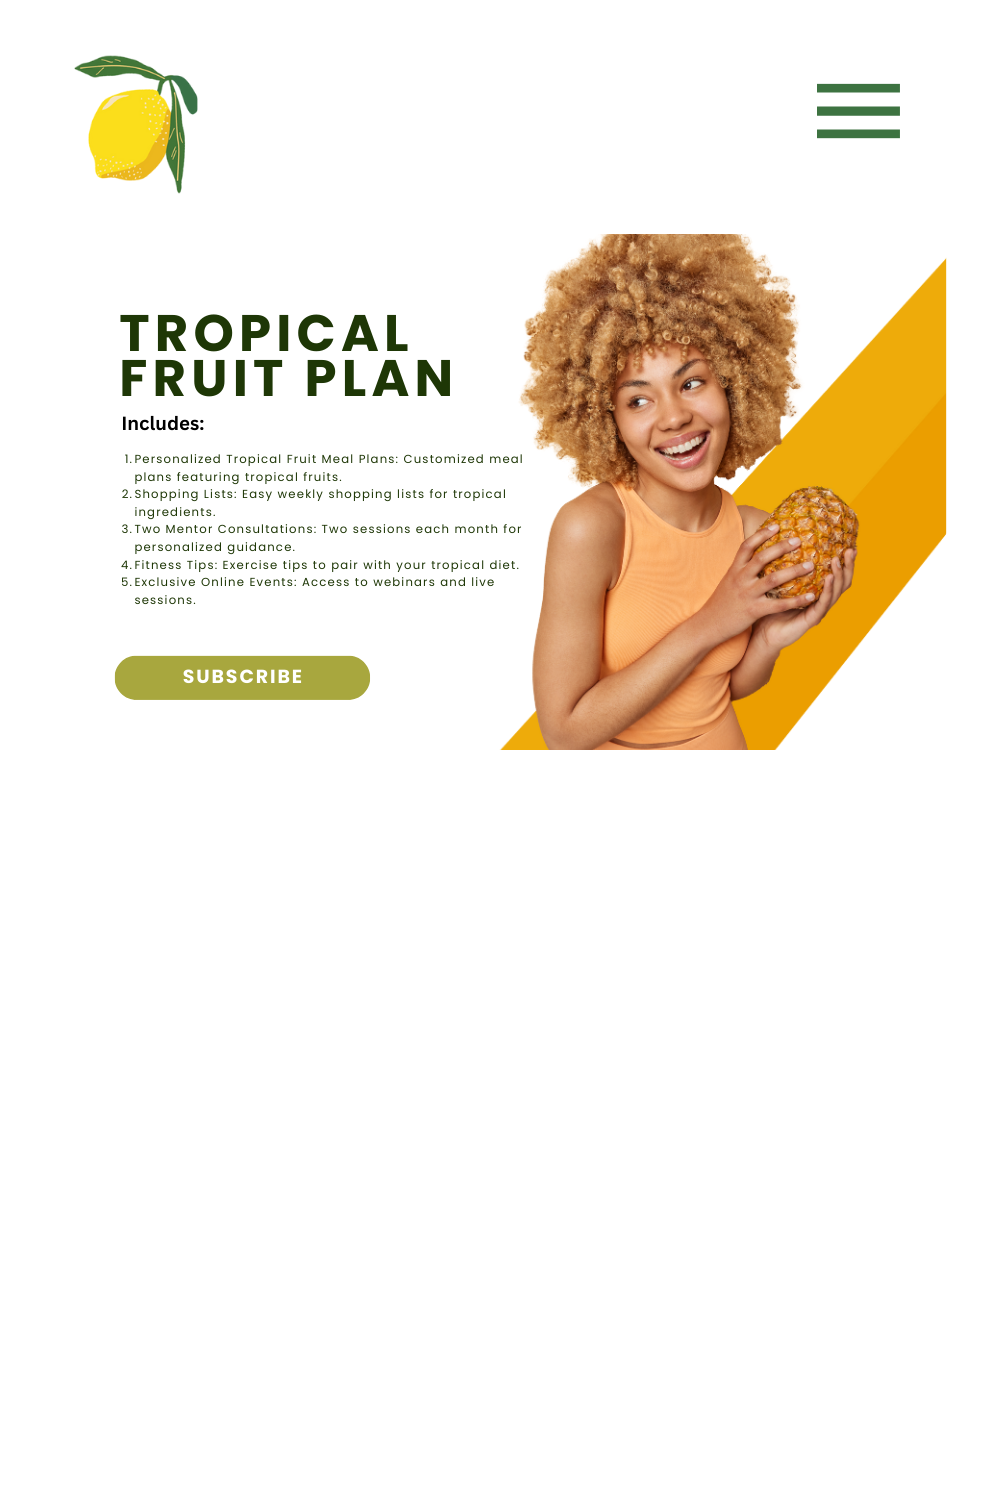 TROPICAL
FRUIT PLAN
Includes:
1. Personalized Tropical Fruit Meal Plans: Customized meal
plans featuring tropical fruits.
2. Shopping Lists: Easy weekly shopping lists for tropical
ingredients.
3. Two Mentor Consultations: Two sessions each month for
personalized guidance.
4. Fitness Tips: Exercise tips to pair with your tropical diet.
5. Exclusive Online Events: Access to webinars and live
sessions.
SUBSCRIBE